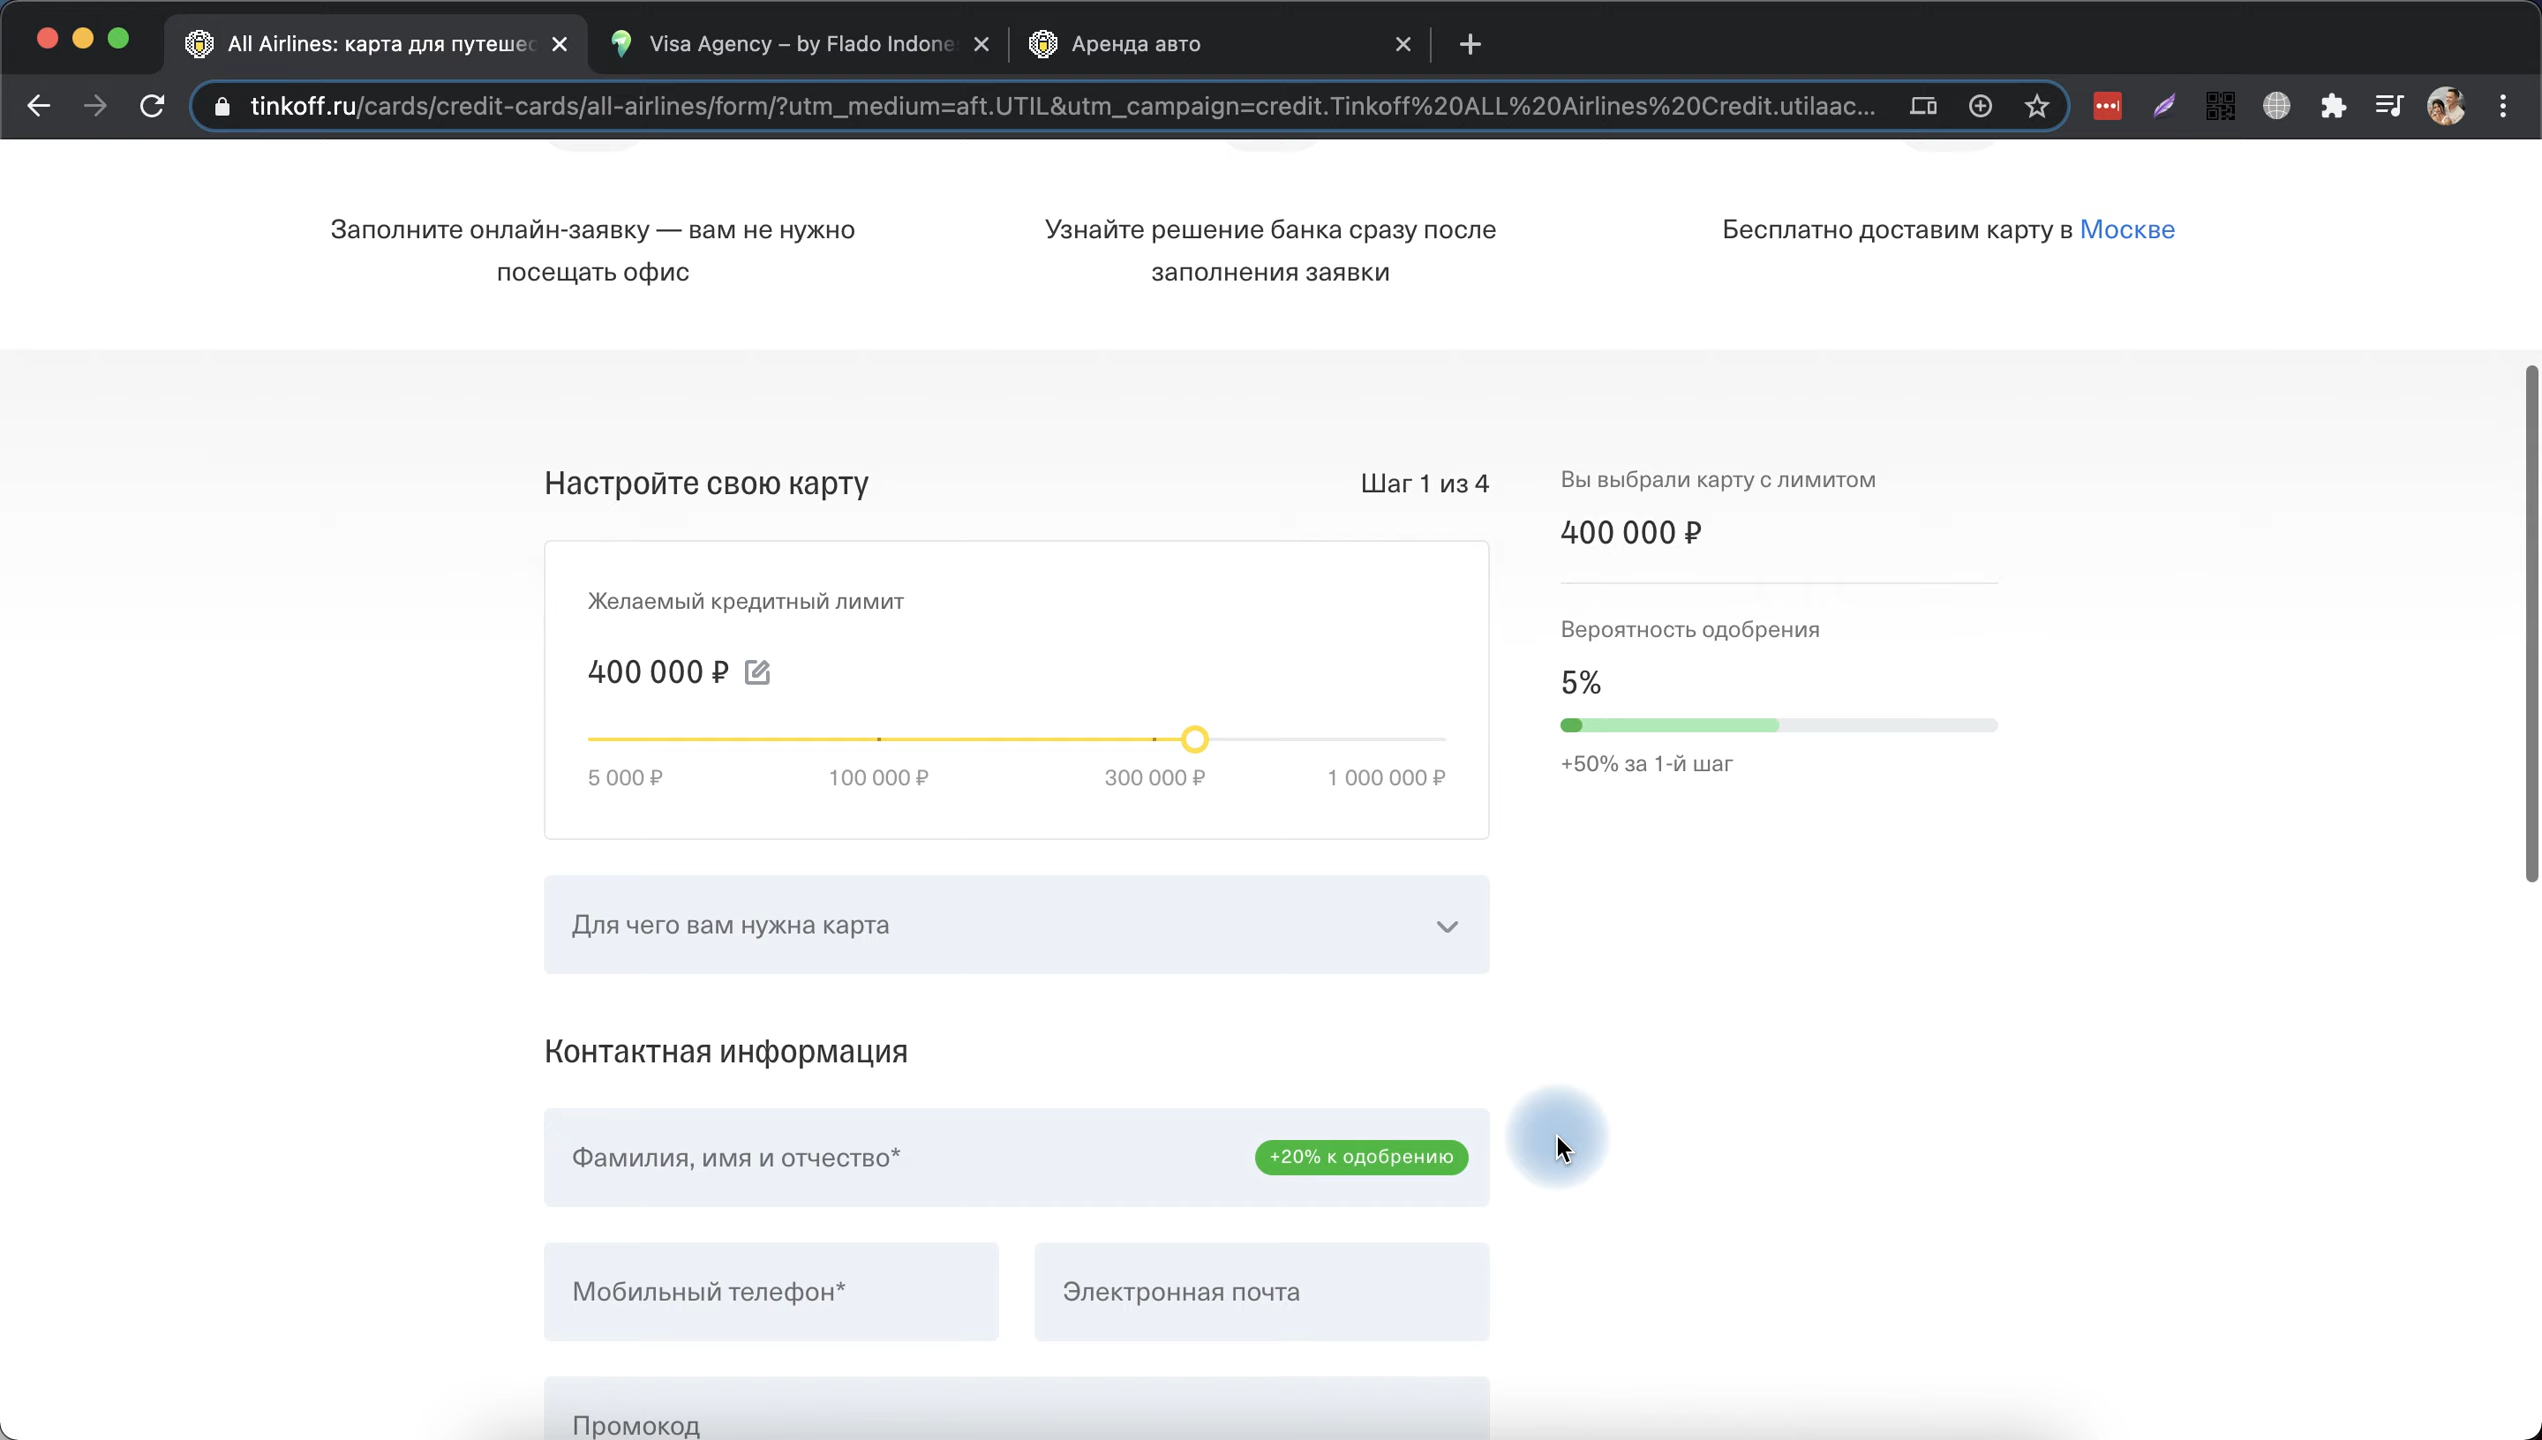 All Airlines: карта для путешес
Visa Agency – by Flado Indone
Аренда авто
tinkoff.ru/cards/credit-cards/all-airlines/form/?utm_medium=aft.UTIL&utm_campaign=credit.Tinkoff%20ALL%20Airlines%20Credit.utilaac...
Заполните онлайн-заявку — вам не нужно
посещать офис
Узнайте решение банка сразу после
заполнения заявки
Бесплатно доставим карту в Москве
Настройте свою карту
Шаг 1 из 4
Желаемый кредитный лимит
400 000 ₽
5 000 ₽
100 000 ₽
300 000 ₽
1 000 000 ₽
Вы выбрали карту с лимитом
400 000 ₽
Вероятность одобрения
5%
+50% за 1-й шаг
Для чего вам нужна карта
Контактная информация
Фамилия, имя и отчество*
+20% к одобрению
Мобильный телефон*
Электронная почта
Промокод